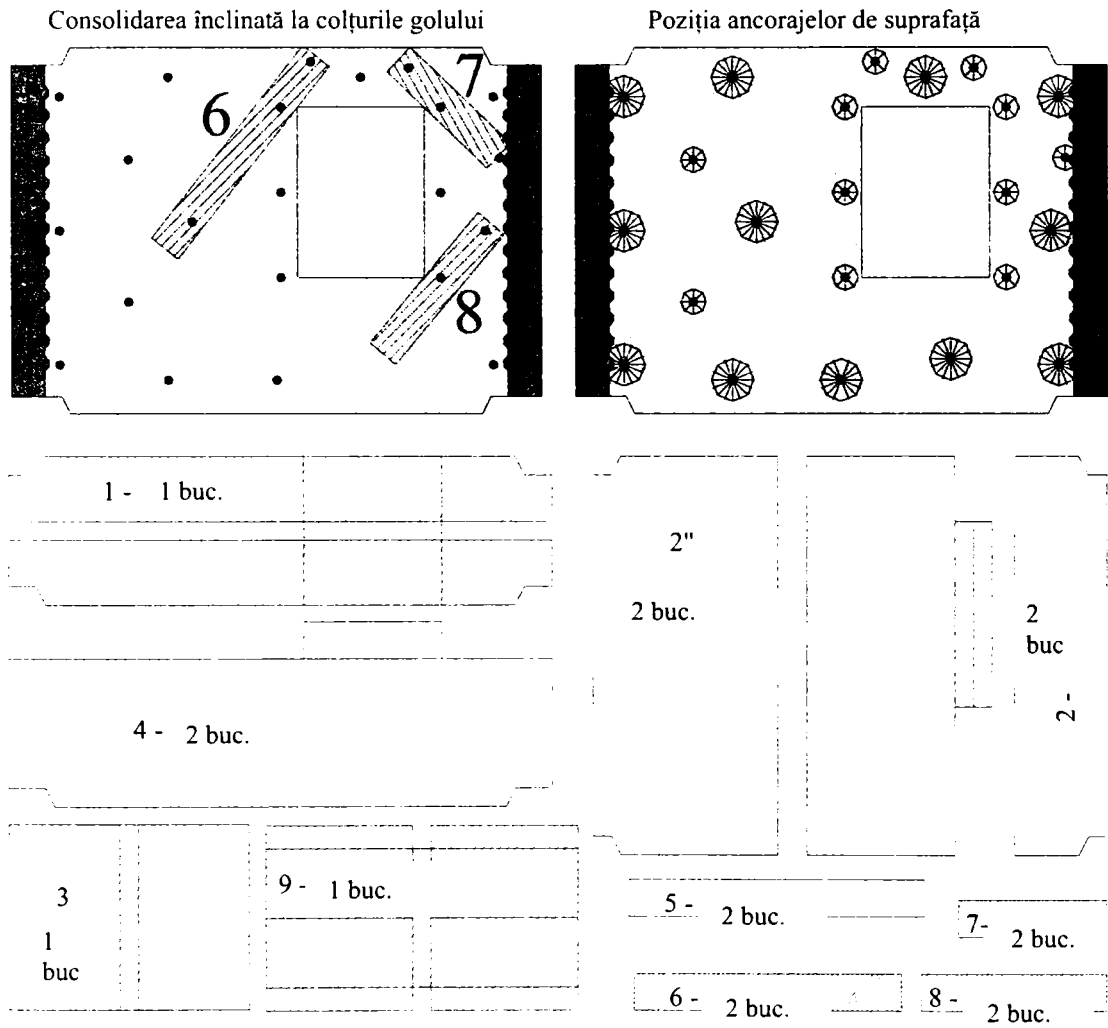 Consolidarea înclinată la colțurile golului
Poziția ancorajelor de suprafață
6
7
8
1 - 1 buc.
2"
2 buc.
2
buc
2 -
4 - 2 buc.
3
1
buc
9 - 1 buc.
5 - 2 buc.
7- 2 buc.
6 - 2 buc.
8 - 2 buc.